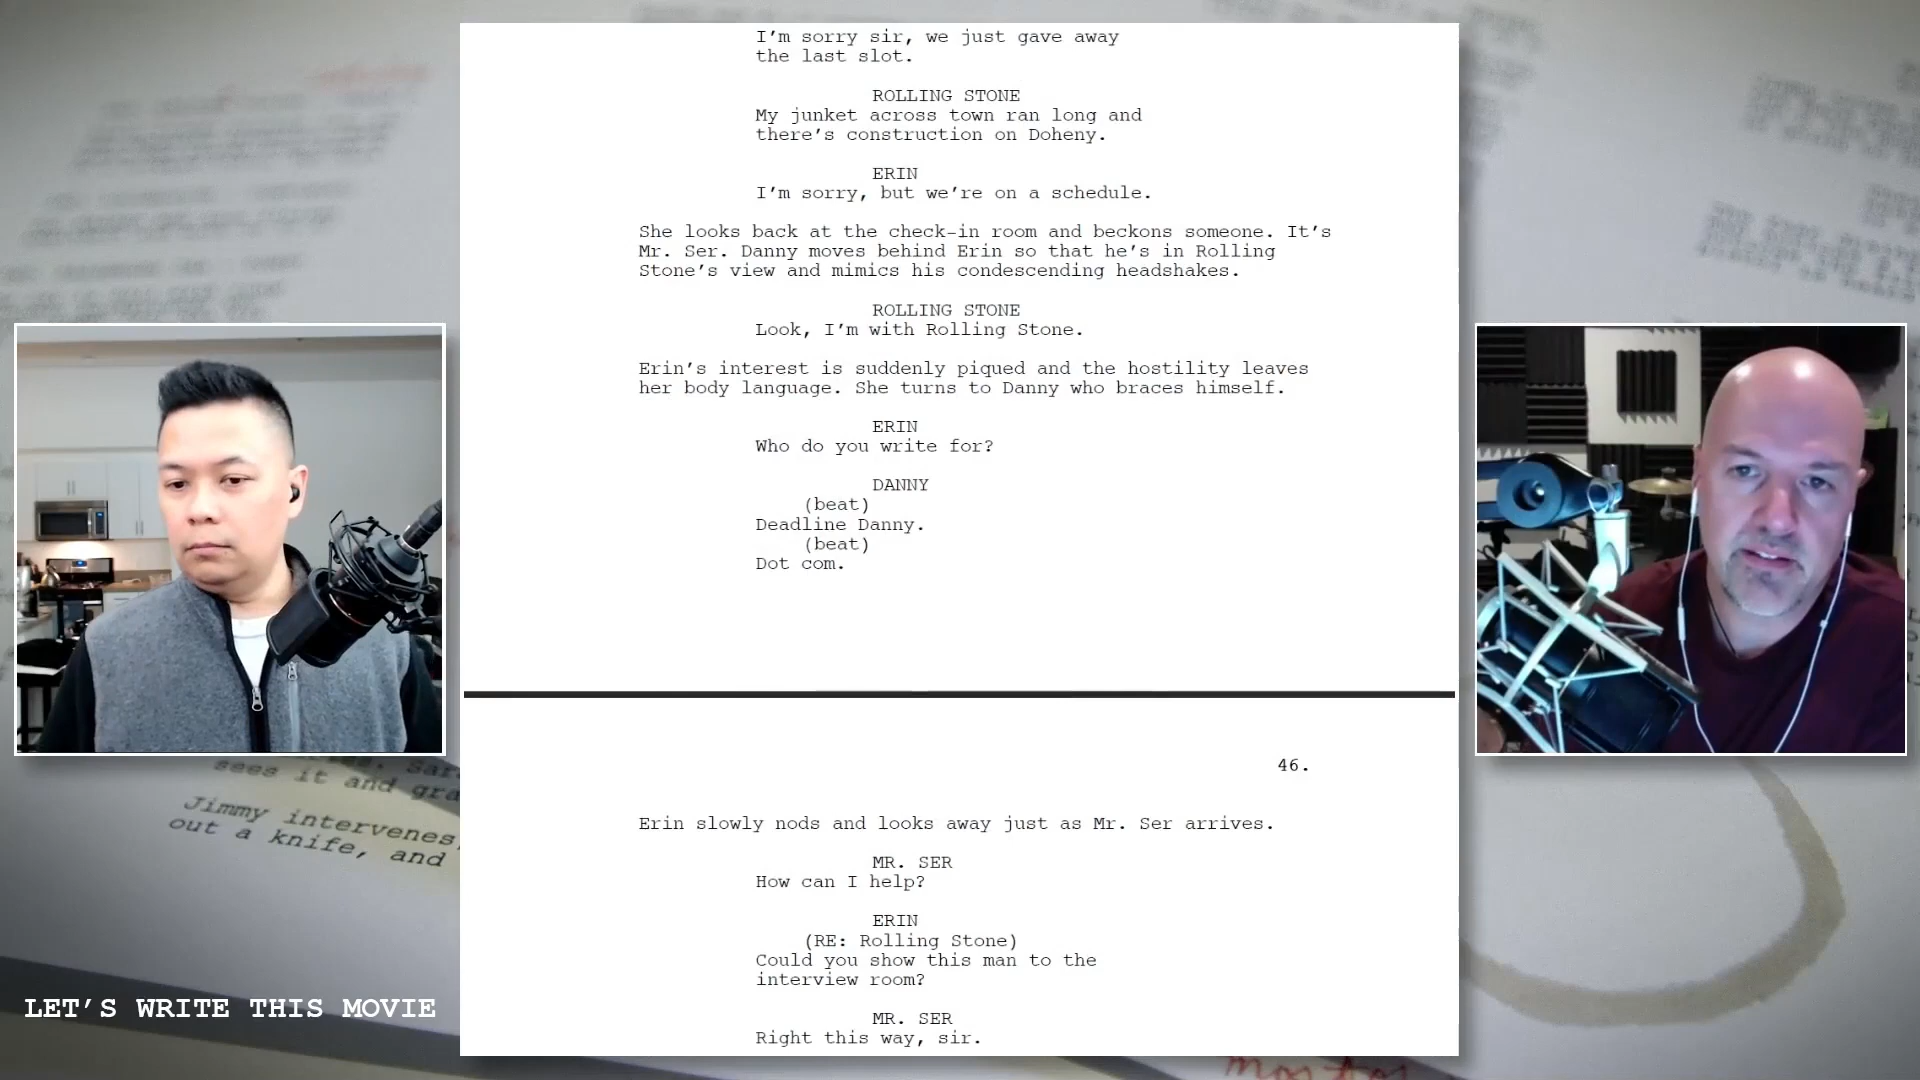 I'm sorry sir, we just gave away
the last slot.
ROLLING STONE
My junket across town ran long and
there's construction on Doheny.
ERIN
I'm sorry, but we're on a schedule.
She looks back at the check-in room and beckons someone. It's
Mr. Ser. Danny moves behind Erin so that he's in Rolling
Stone's view and mimics his condescending headshakes.
ROLLING STONE
Look, I'm with Rolling Stone.
Erin's interest is suddenly piqued and the hostility leaves
her body language. She turns to Danny who braces himself.
ERIN
Who do you write for?
DANNY
(beat)
Deadline Danny.
(beat)
Dot com.
46.
Erin slowly nods and looks away just as Mr. Ser arrives.
MR. SER
How can I help?
ERIN
(RE: Rolling Stone)
Could you show this man to the
interview room?
MR. SER
Right this way, sir.
sees it and
Jimmy intervenes
out a knife, and
LET'S WRITE THIS MOVIE